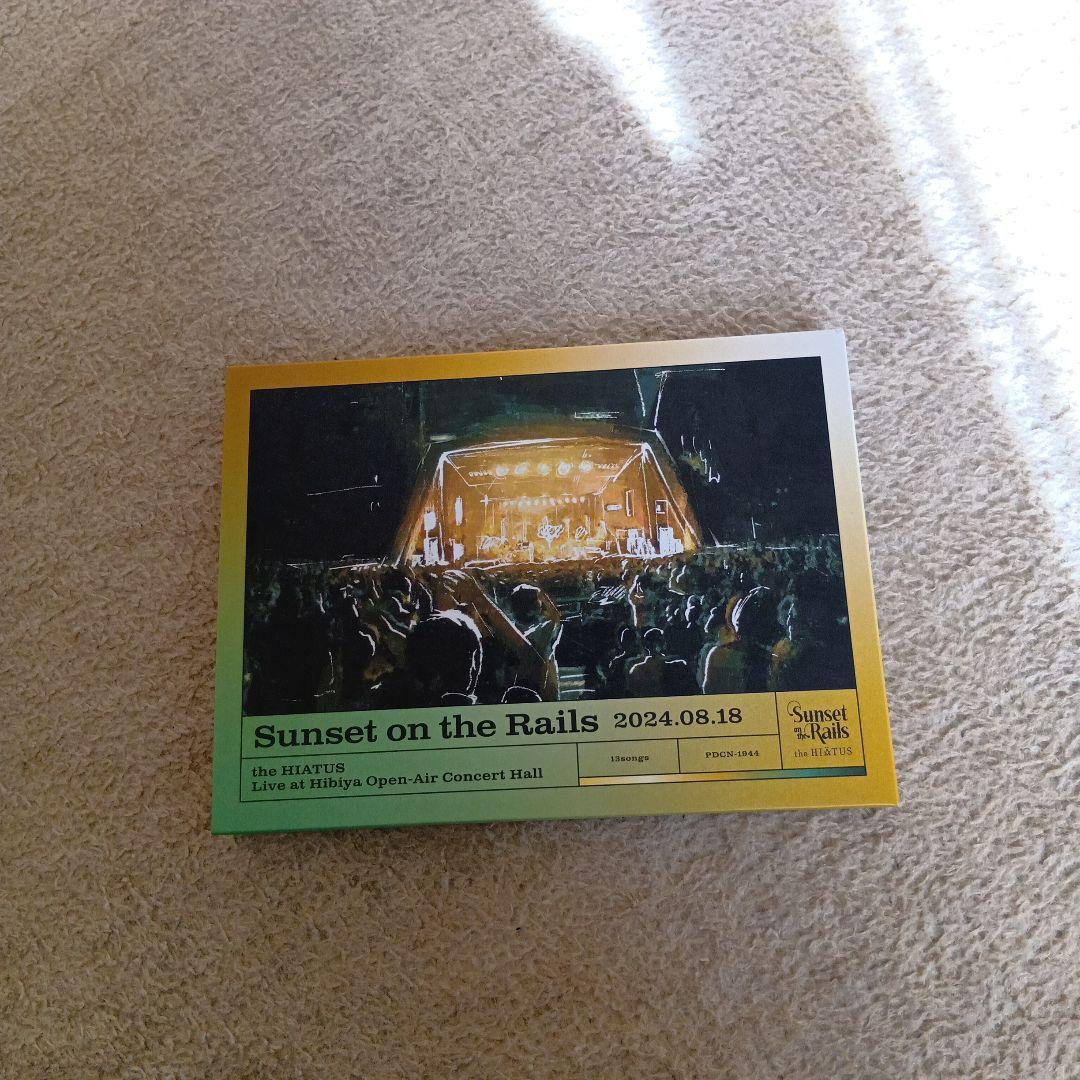 Sunset on the Rails 2024.08.18
the HIATUS
Live at Hibiya Open-Air Concert Hall
13songs
PDCN-1944
Sunset
on the Rails
the HIATUS